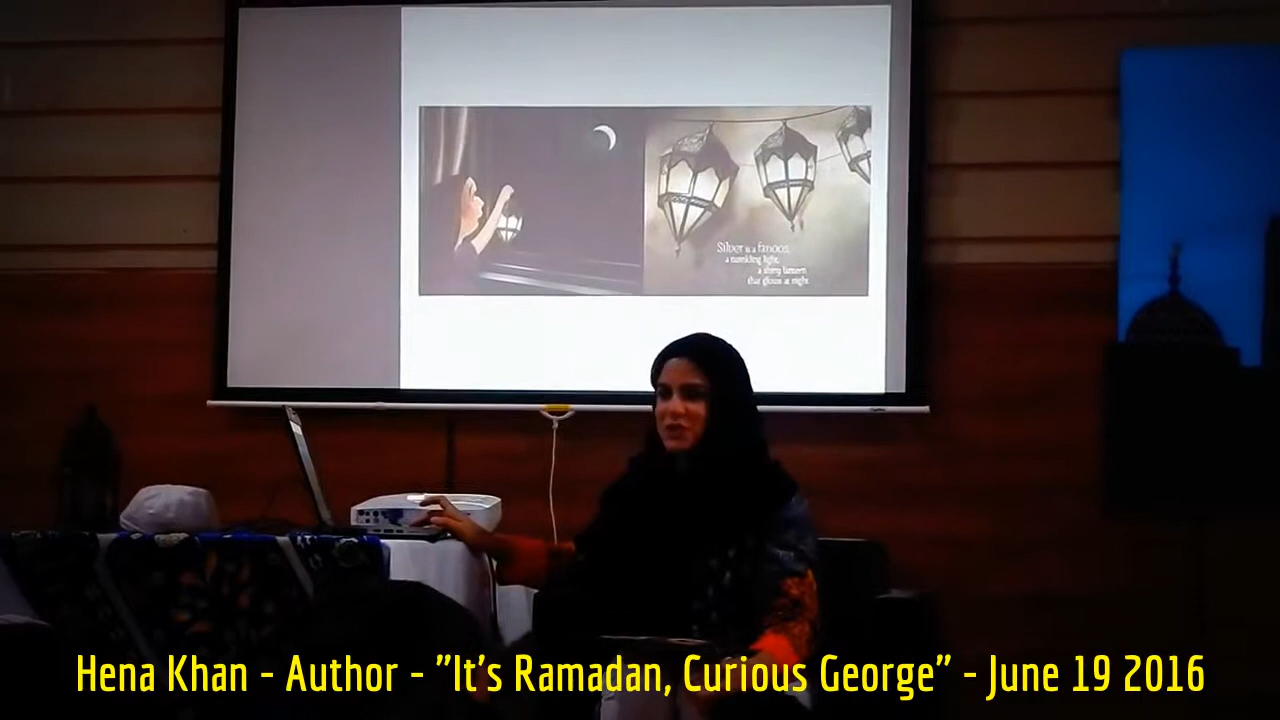 Silver is a fanoos,
a twinkling light,
a shiny lantern
that glows at night.
Hena Khan - Author - "It's Ramadan, Curious George" - June 19 2016